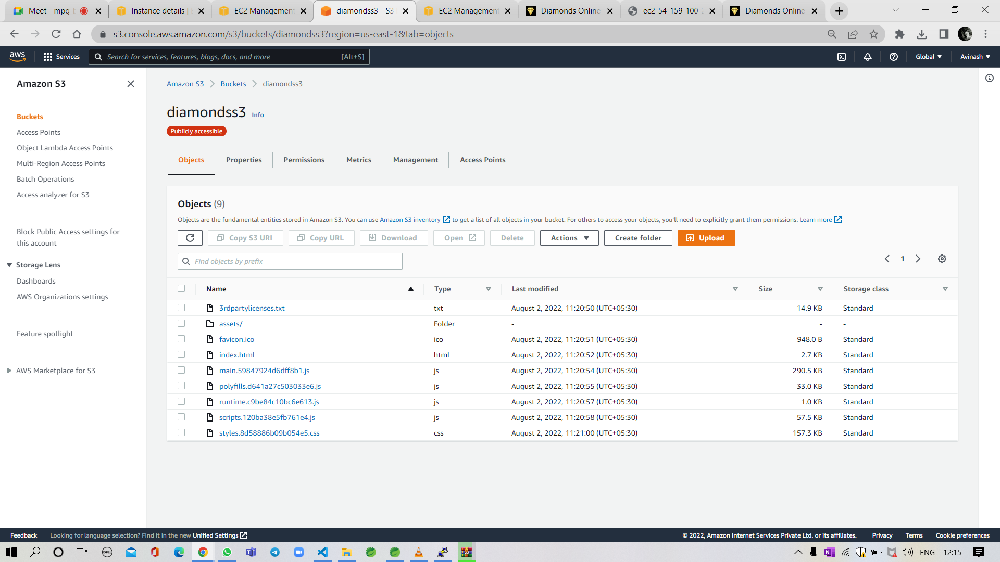 Meet - mpg-b
Instance details | E
EC2 Management
diamondss3 - S3
EC2 Management
Diamonds Online
ec2-54-159-100-2
Diamonds Online
s3.console.aws.amazon.com/s3/buckets/diamondss3?region=us-east-1&tab=objects
aws
Services
Search for services, features, blogs, docs, and more
[Alt+S]
Global
Avinash
Amazon S3
Buckets
Access Points
Object Lambda Access Points
Multi-Region Access Points
Batch Operations
Access analyzer for S3
Block Public Access settings for
this account
Storage Lens
Dashboards
AWS Organizations settings
Feature spotlight
AWS Marketplace for S3
Amazon S3 Buckets diamondss3
diamondss3 Info
Publicly accessible
Objects Properties Permissions Metrics Management Access Points
Objects (9)
Objects are the fundamental entities stored in Amazon S3. You can use Amazon S3 inventory to get a list of all objects in your bucket. For others to access your objects, you'll need to explicitly grant them permissions. Learn more
Copy S3 URI Copy URL Download Open Delete Actions Create folder Upload
Find objects by prefix
1
Name Type Last modified Size Storage class
3rdpartylicenses.txt txt August 2, 2022, 11:20:50 (UTC+05:30) 14.9 KB Standard
assets/ Folder - - -
favicon.ico ico August 2, 2022, 11:20:51 (UTC+05:30) 948.0 B Standard
index.html html August 2, 2022, 11:20:52 (UTC+05:30) 2.7 KB Standard
main.59847924d6dff8b1.js js August 2, 2022, 11:20:54 (UTC+05:30) 290.5 KB Standard
polyfills.d641a27c503033e6.js js August 2, 2022, 11:20:55 (UTC+05:30) 33.0 KB Standard
runtime.c9be84c10bc6e613.js js August 2, 2022, 11:20:57 (UTC+05:30) 1.0 KB Standard
scripts.120ba38e5fb761e4.js js August 2, 2022, 11:20:58 (UTC+05:30) 57.5 KB Standard
styles.8d58886b09b054e5.css css August 2, 2022, 11:21:00 (UTC+05:30) 157.3 KB Standard
Feedback Looking for language selection? Find it in the new Unified Settings
© 2022, Amazon Internet Services Private Ltd. or its affiliates. Privacy Terms Cookie preferences
DELL
ENG 12:15